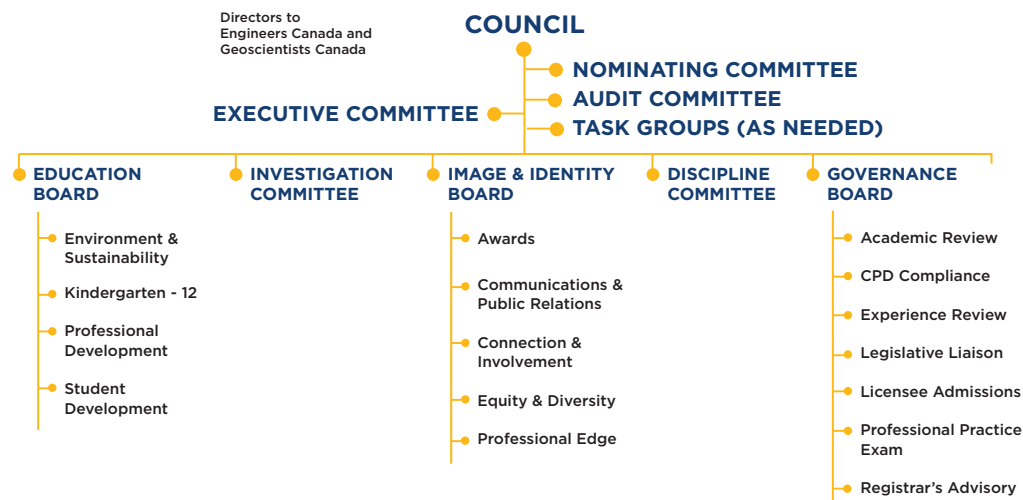 Directors to
Engineers Canada and
Geoscientists Canada
COUNCIL
NOMINATING COMMITTEE
AUDIT COMMITTEE
EXECUTIVE COMMITTEE
TASK GROUPS (AS NEEDED)
EDUCATION
BOARD
Environment &
Sustainability
Kindergarten - 12
Professional
Development
Student
Development
INVESTIGATION
COMMITTEE
IMAGE & IDENTITY
BOARD
Awards
Communications &
Public Relations
Connection &
Involvement
Equity & Diversity
Professional Edge
DISCIPLINE
COMMITTEE
GOVERNANCE
BOARD
Academic Review
CPD Compliance
Experience Review
Legislative Liaison
Licensee Admissions
Professional Practice
Exam
Registrar’s Advisory